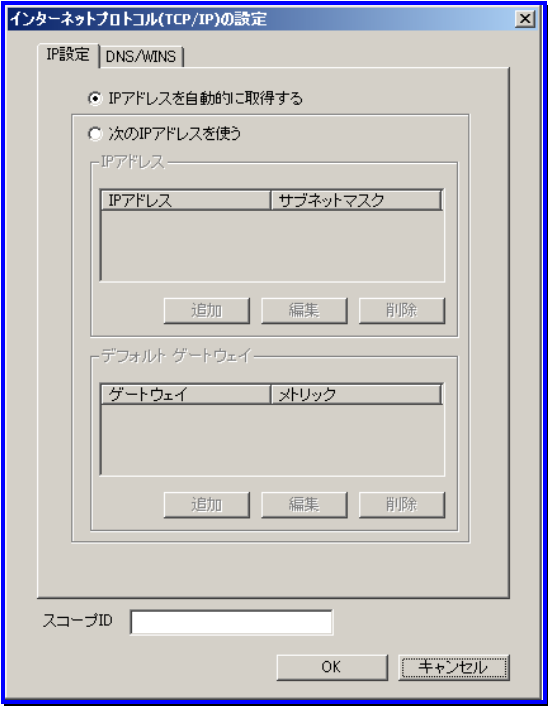 インターネットプロトコル(TCP/IP)の設定
IP設定 DNS/WINS
IPアドレスを自動的に取得する
次のIPアドレスを使う
IPアドレス
IPアドレス サブネットマスク
追加 編集 削除
デフォルト ゲートウェイ
ゲートウェイ メトリック
追加 編集 削除
スコープID
OK キャンセル